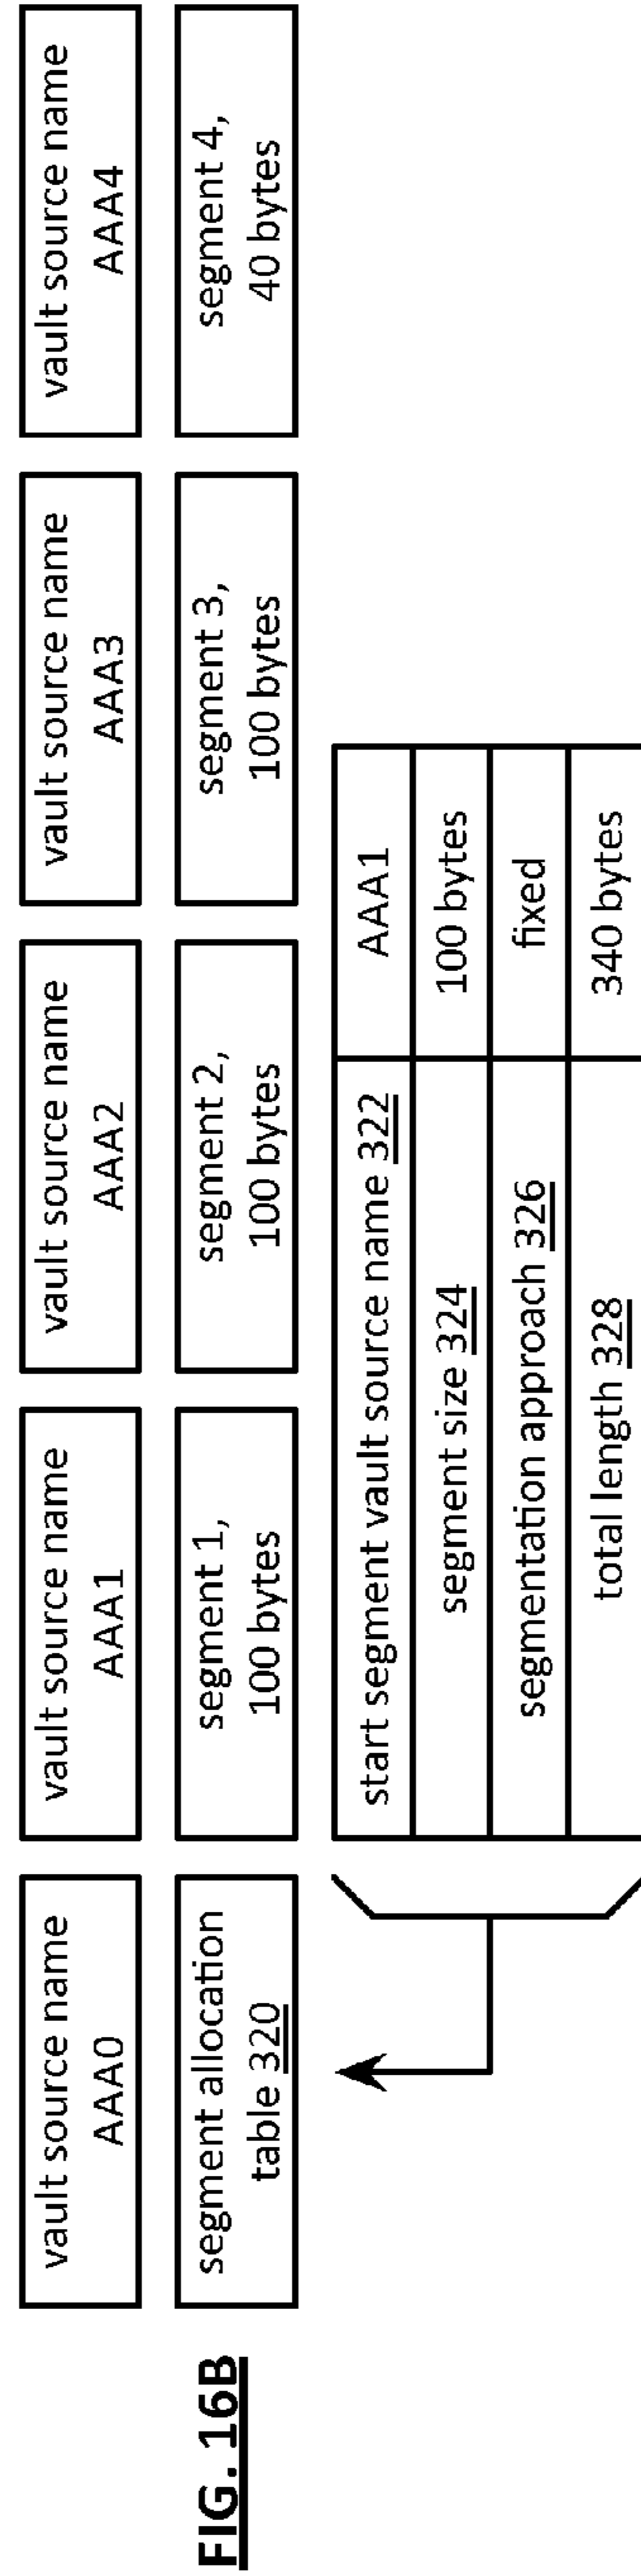 vault source name
AAA0
vault source name
AAA1
vault source name
AAA2
vault source name
AAA3
vault source name
AAA4
segment allocation
table 320
segment 1,
100 bytes
segment 2,
100 bytes
segment 3,
100 bytes
segment 4,
40 bytes
start segment vault source name 322
AAA1
segment size 324
100 bytes
segmentation approach 326
fixed
total length 328
340 bytes
FIG. 16B